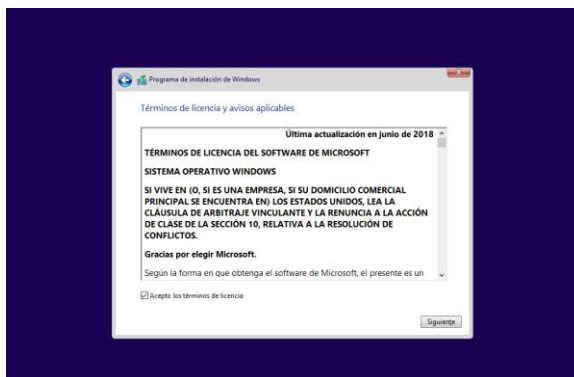 Programa de instalación de Windows
Términos de licencia y avisos aplicables
Última actualización en junio de 2018
TÉRMINOS DE LICENCIA DEL SOFTWARE DE MICROSOFT
SISTEMA OPERATIVO WINDOWS
SI VIVE EN (O, SI ES UNA EMPRESA, SI SU DOMICILIO COMERCIAL
PRINCIPAL SE ENCUENTRA EN) LOS ESTADOS UNIDOS, LEA LA
CLÁUSULA DE ARBITRAJE VINCULANTE Y LA RENUNCIA A LA ACCIÓN
DE CLASE DE LA SECCIÓN 10, RELATIVA A LA RESOLUCIÓN DE
CONFLICTOS.
Gracias por elegir Microsoft.
Según la forma en que obtenga el software de Microsoft, el presente es un
Acepto los términos de licencia
Siguiente